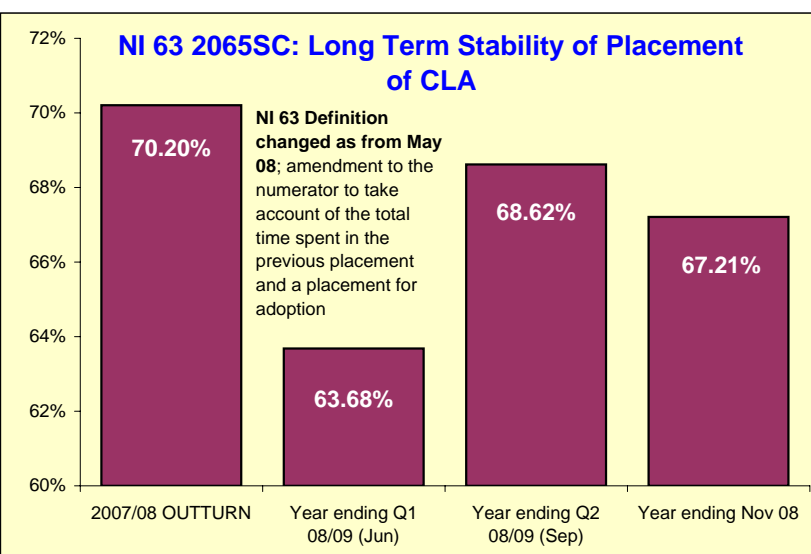 NI 63 2065SC: Long Term Stability of Placement
of CLA
72%
70%
68%
66%
64%
62%
60%
70.20%
NI 63 Definition
changed as from May
08; amendment to the
numerator to take
account of the total
time spent in the
previous placement
and a placement for
adoption
63.68%
68.62%
67.21%
2007/08 OUTTURN
Year ending Q1
08/09 (Jun)
Year ending Q2
08/09 (Sep)
Year ending Nov 08